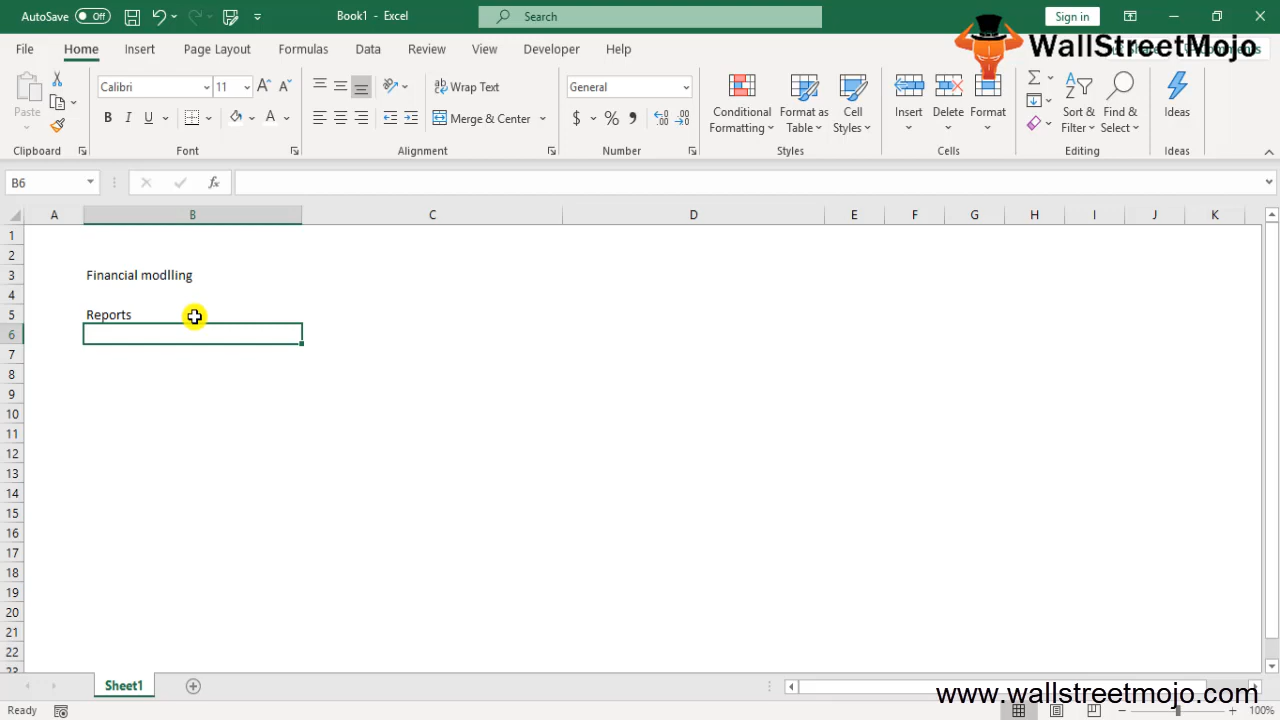 AutoSave Off Book1 - Excel Search Sign in
File Home Insert Page Layout Formulas Data Review View Developer Help WallStreetMojo
Paste Calibri 11 Wrap Text General Conditional Formatting Format as Table Cell Styles Insert Delete Format Sort & Filter Find & Select Ideas
B I U A Merge & Center $ %
Clipboard Font Alignment Number Styles Cells Editing Ideas
B6 fx
A B C D E F G H I J K
1
2
3 Financial modlling
4
5 Reports
6
7
8
9
10
11
12
13
14
15
16
17
18
19
20
21
22
23
Sheet1
www.wallstreetmojo.com
Ready 100%